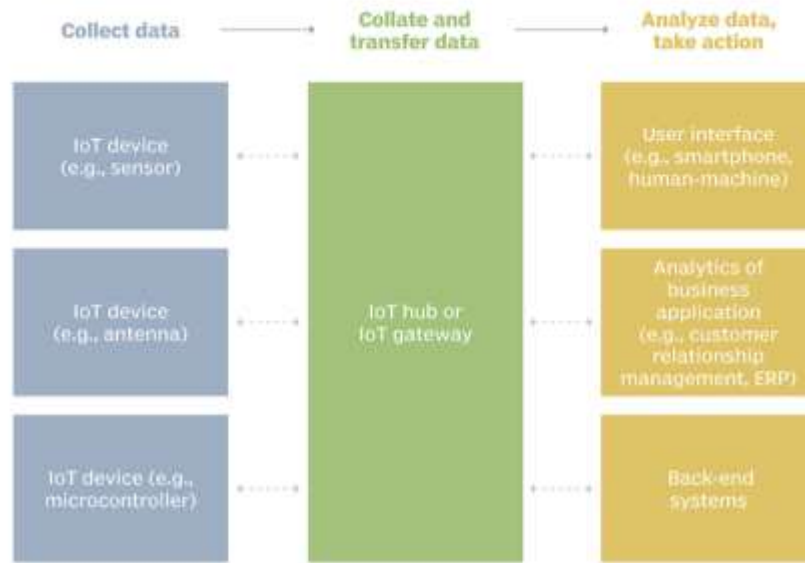 Collect data
Collate and
transfer data
Analyze data,
take action
IoT device
(e.g., sensor)
IoT device
(e.g., antenna)
IoT device (e.g.,
microcontroller)
IoT hub or
IoT gateway
User interface
(e.g., smartphone,
human-machine)
Analytics of
business
application
(e.g., customer
relationship
management, ERP)
Back-end
systems